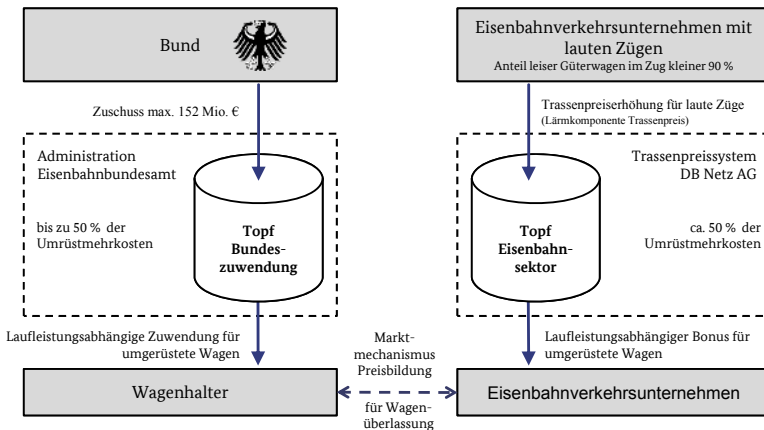 Bund
Zuschuss max. 152 Mio. €
Administration
Eisenbahnbundesamt
bis zu 50 % der
Umrüstmehrkosten
Topf
Bundes-
zuwendung
Laufleistungsabhängige Zuwendung für
umgerüstete Wagen
Wagenhalter
Markt-
mechanismus
Preisbildung
für Wagen-
überlassung
Eisenbahnverkehrsunternehmen mit
lauten Zügen
Anteil leiser Güterwagen im Zug kleiner 90 %
Trassenpreiserhöhung für laute Züge
(Lärmkomponente Trassenpreis)
Trassenpreissystem
DB Netz AG
Topf
Eisenbahn-
sektor
ca. 50 % der
Umrüstmehrkosten
Laufleistungsabhängiger Bonus für
umgerüstete Wagen
Eisenbahnverkehrsunternehmen